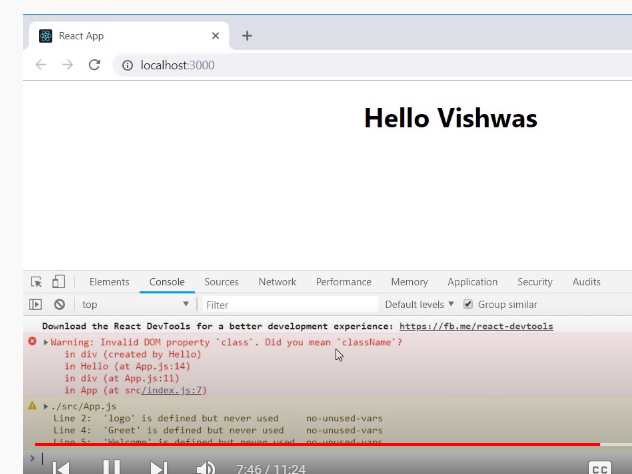 React App
localhost:3000
Hello Vishwas
Elements Console Sources Network Performance Memory Application Security Audits
top Filter Default levels Group similar
Download the React DevTools for a better development experience: https://fb.me/react-devtools
Warning: Invalid DOM property `class`. Did you mean `className`?
in div (created by Hello)
in Hello (at App.js:14)
in div (at App.js:11)
in App (at src/index.js:7)
./src/App.js
Line 2: 'logo' is defined but never used no-unused-vars
Line 4: 'Greet' is defined but never used no-unused-vars
Line 5: 'Welcome' is defined but never used no-unused-vars
7:46 / 11:24
CC